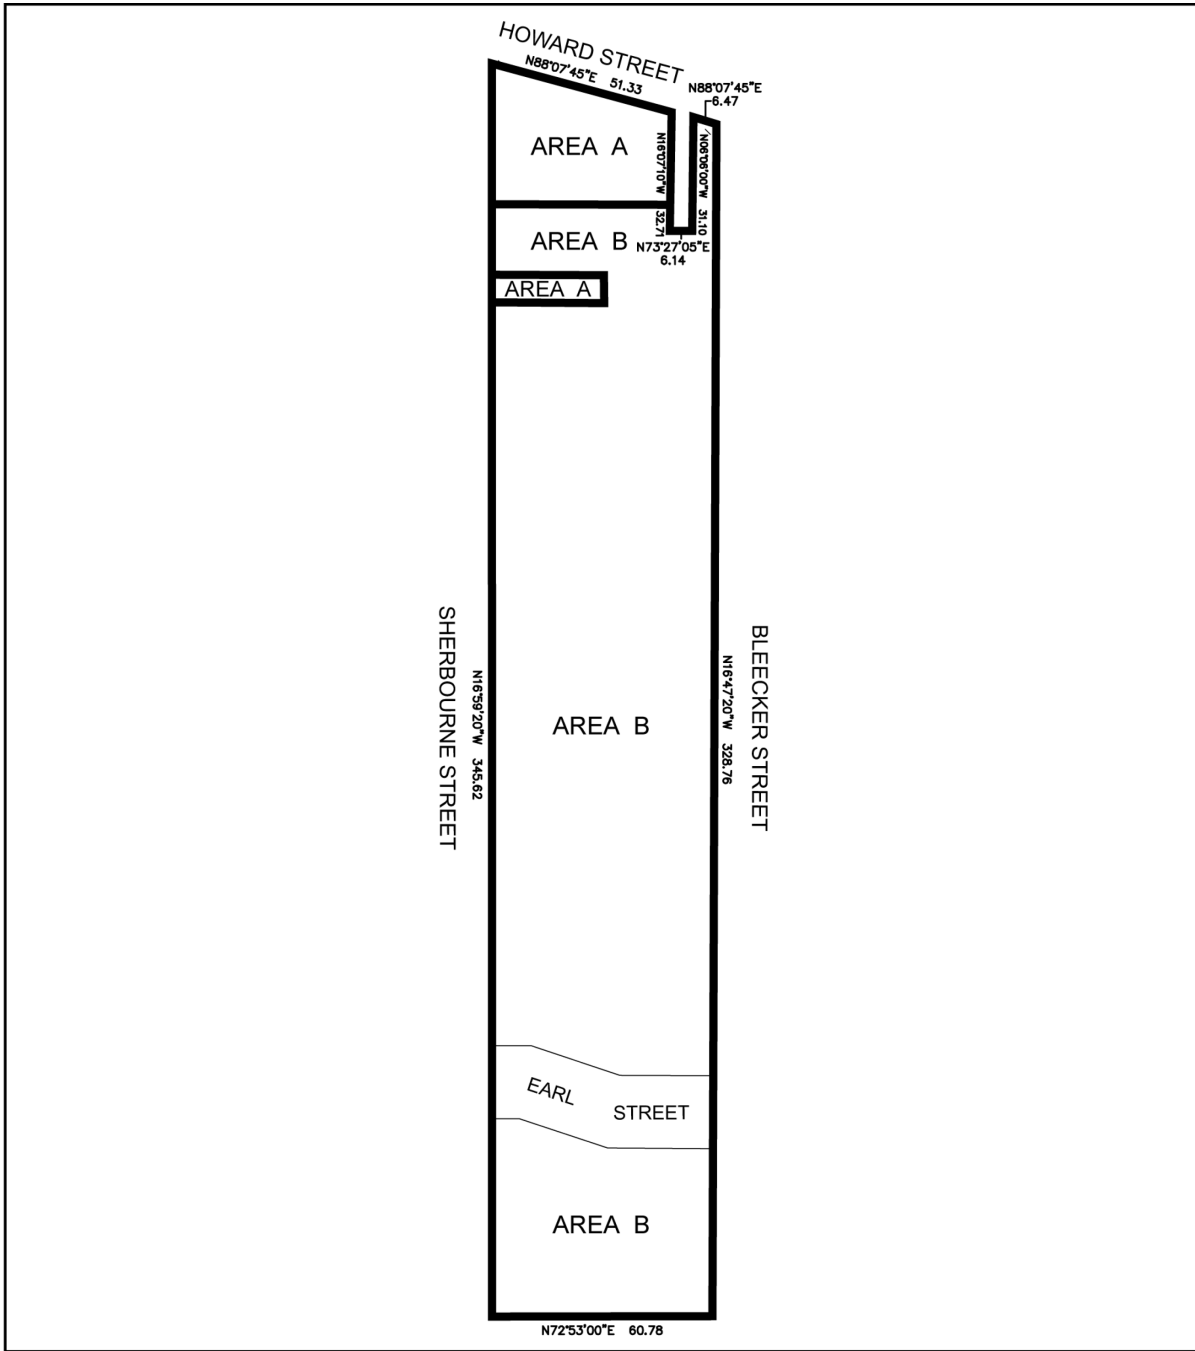 HOWARD STREET
N88°07'45"E 51.33
N88°07'45"E
6.47
AREA A
N16°07'10"W 32.71
N06°06'00"W 31.10
AREA B
N73°27'05"E
6.14
AREA A
SHERBOURNE STREET
N16°59'20"W 345.62
AREA B
N16°47'20"W 328.76
BLEECKER STREET
EARL STREET
AREA B
N72°53'00"E 60.78